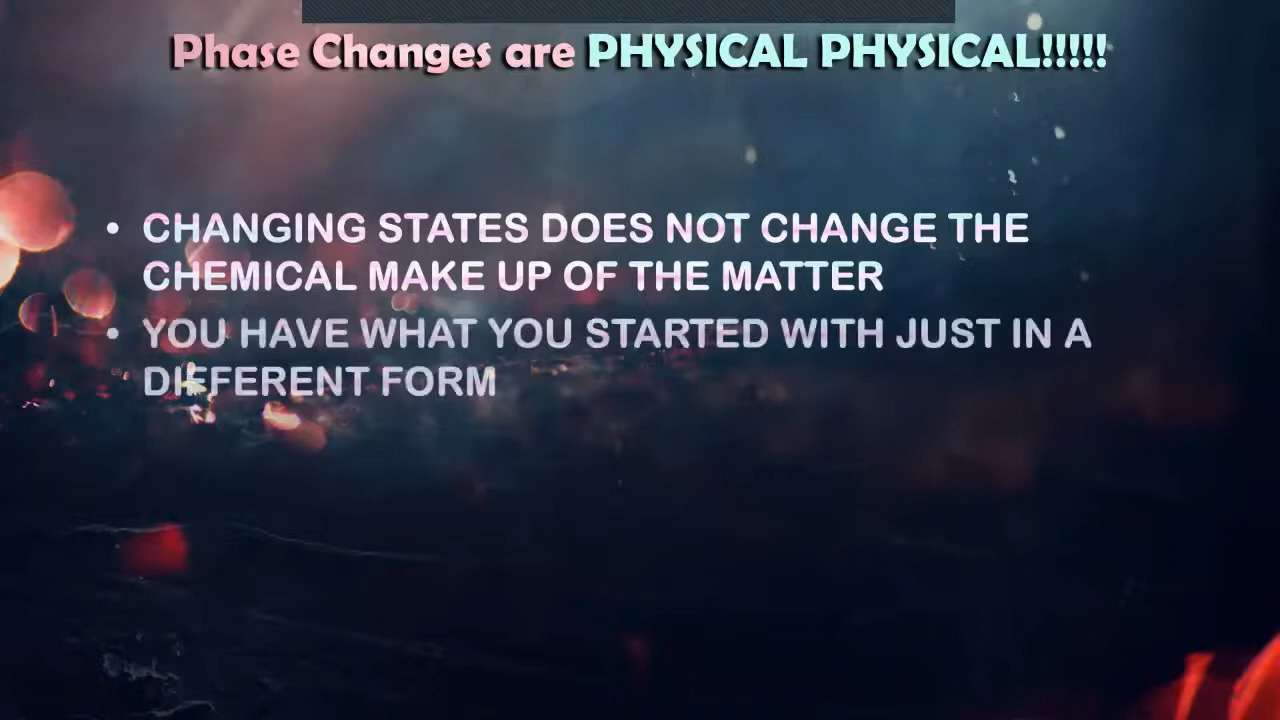 Phase Changes are PHYSICAL PHYSICAL!!!!!
• CHANGING STATES DOES NOT CHANGE THE
CHEMICAL MAKE UP OF THE MATTER
• YOU HAVE WHAT YOU STARTED WITH JUST IN A
DIFFERENT FORM